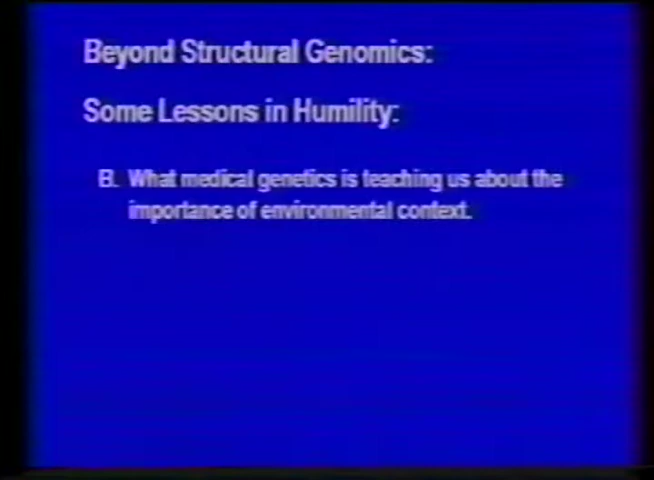 Beyond Structural Genomics:
Some Lessons in Humility:
B. What medical genetics is teaching us about the
importance of environmental context.